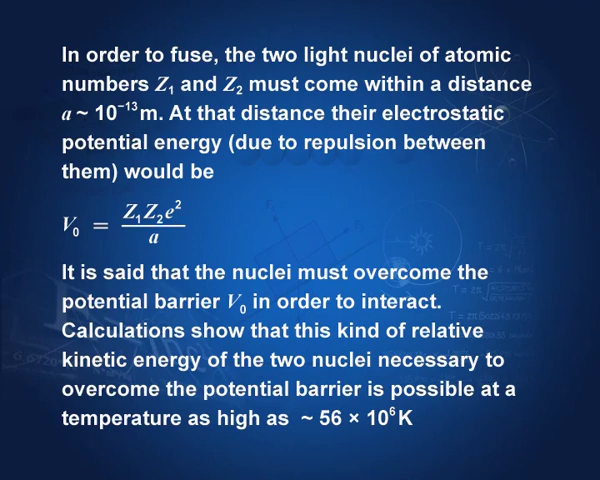 In order to fuse, the two light nuclei of atomic
numbers Z₁ and Z₂ must come within a distance
a ~ 10⁻¹³ m. At that distance their electrostatic
potential energy (due to repulsion between
them) would be
V₀ = Z₁Z₂e² / a
It is said that the nuclei must overcome the
potential barrier V₀ in order to interact.
Calculations show that this kind of relative
kinetic energy of the two nuclei necessary to
overcome the potential barrier is possible at a
temperature as high as ~ 56 × 10⁶ K